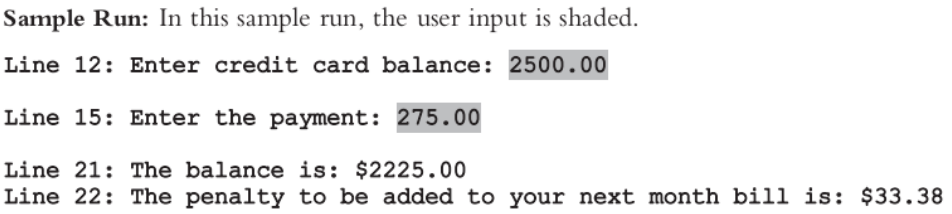 Sample Run: In this sample run, the user input is shaded.
Line 12: Enter credit card balance: 2500.00
Line 15: Enter the payment: 275.00
Line 21: The balance is: $2225.00
Line 22: The penalty to be added to your next month bill is: $33.38